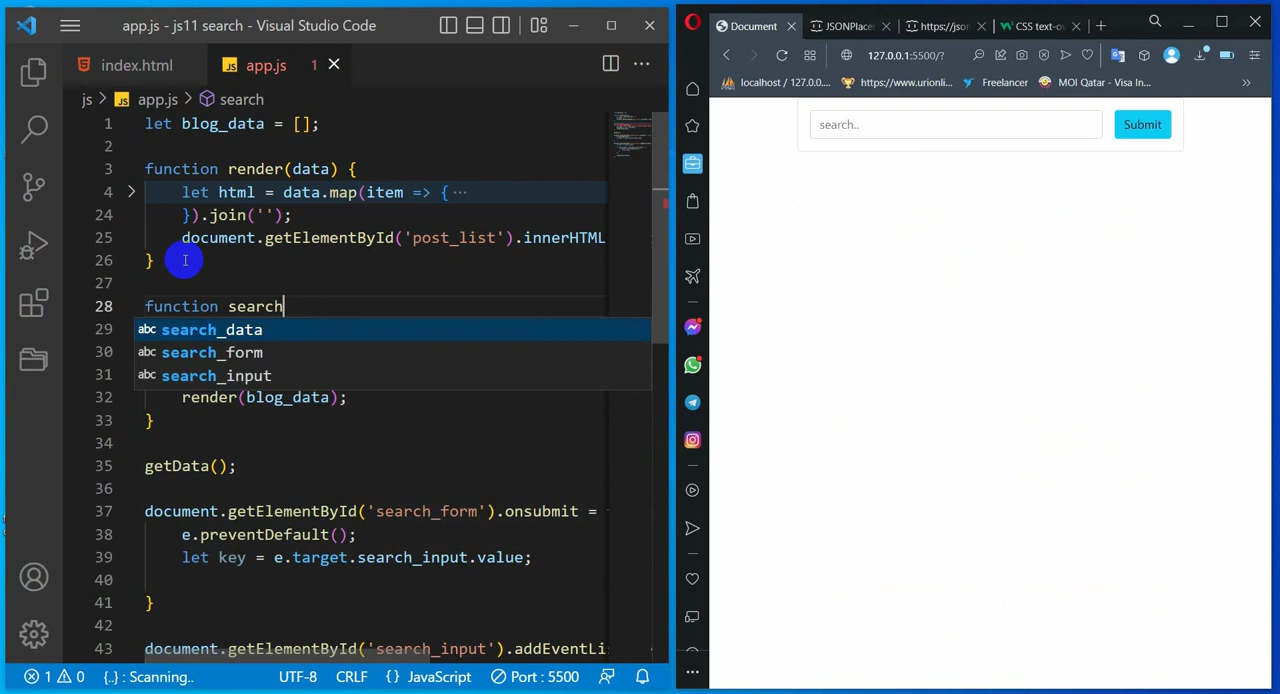 app.js - js11 search - Visual Studio Code
index.html
app.js 1
js > app.js > search
1 let blog_data = [];
2
3 function render(data) {
4 let html = data.map(item => { ···
24 }).join('');
25 document.getElementById('post_list').innerHTML
26 }
27
28 function search
29 search_data
30 search_form
31 search_input
32 render(blog_data);
33 }
34
35 getData();
36
37 document.getElementById('search_form').onsubmit =
38 e.preventDefault();
39 let key = e.target.search_input.value;
40
41 }
42
43 document.getElementById('search_input').addEventLi
1 0 {..} : Scanning.. UTF-8 CRLF {} JavaScript Port : 5500
Document
JSONPlace
https://jso
CSS text-o
127.0.0.1:5500/?
localhost / 127.0.0...
https://www.urionli...
Freelancer
MOI Qatar - Visa In...
search..
Submit